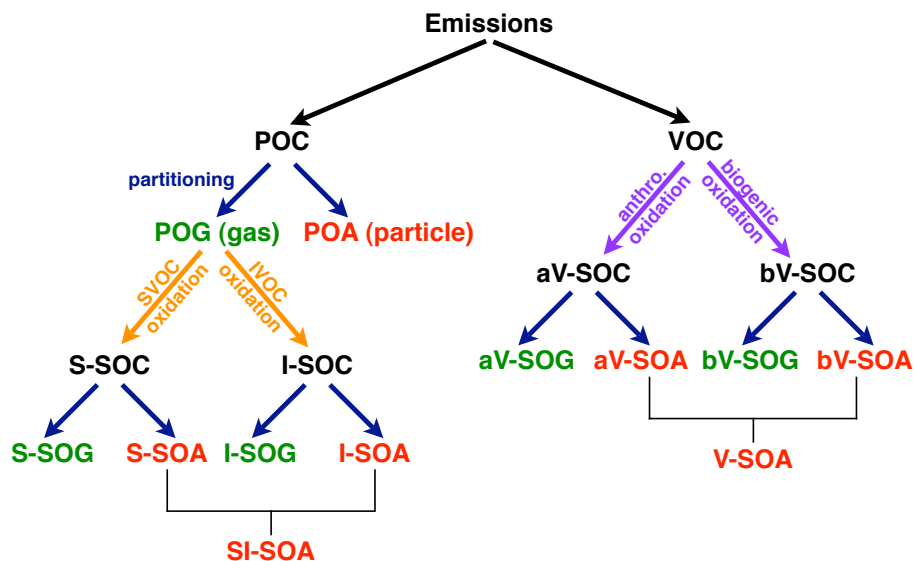 Emissions
POC
VOC
partitioning
anthro.
oxidation
biogenic
oxidation
POG (gas)
POA (particle)
SVOC
oxidation
IVOC
oxidation
aV-SOC
bV-SOC
S-SOC
I-SOC
aV-SOG
aV-SOA
bV-SOG
bV-SOA
S-SOG
S-SOA
I-SOG
I-SOA
V-SOA
SI-SOA